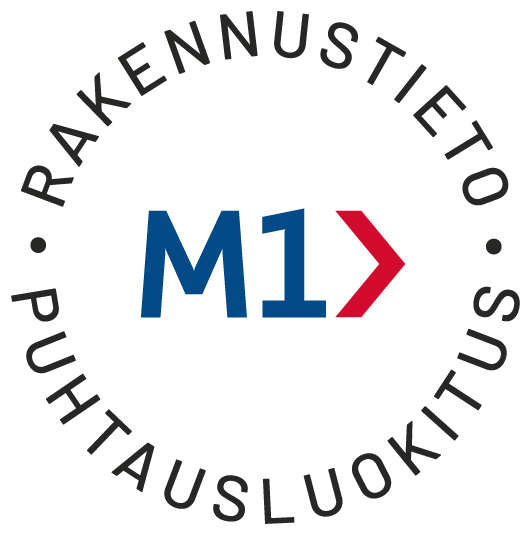 RAKENNUSTIETO
M1
• PUHTAUSLUOKITUS •